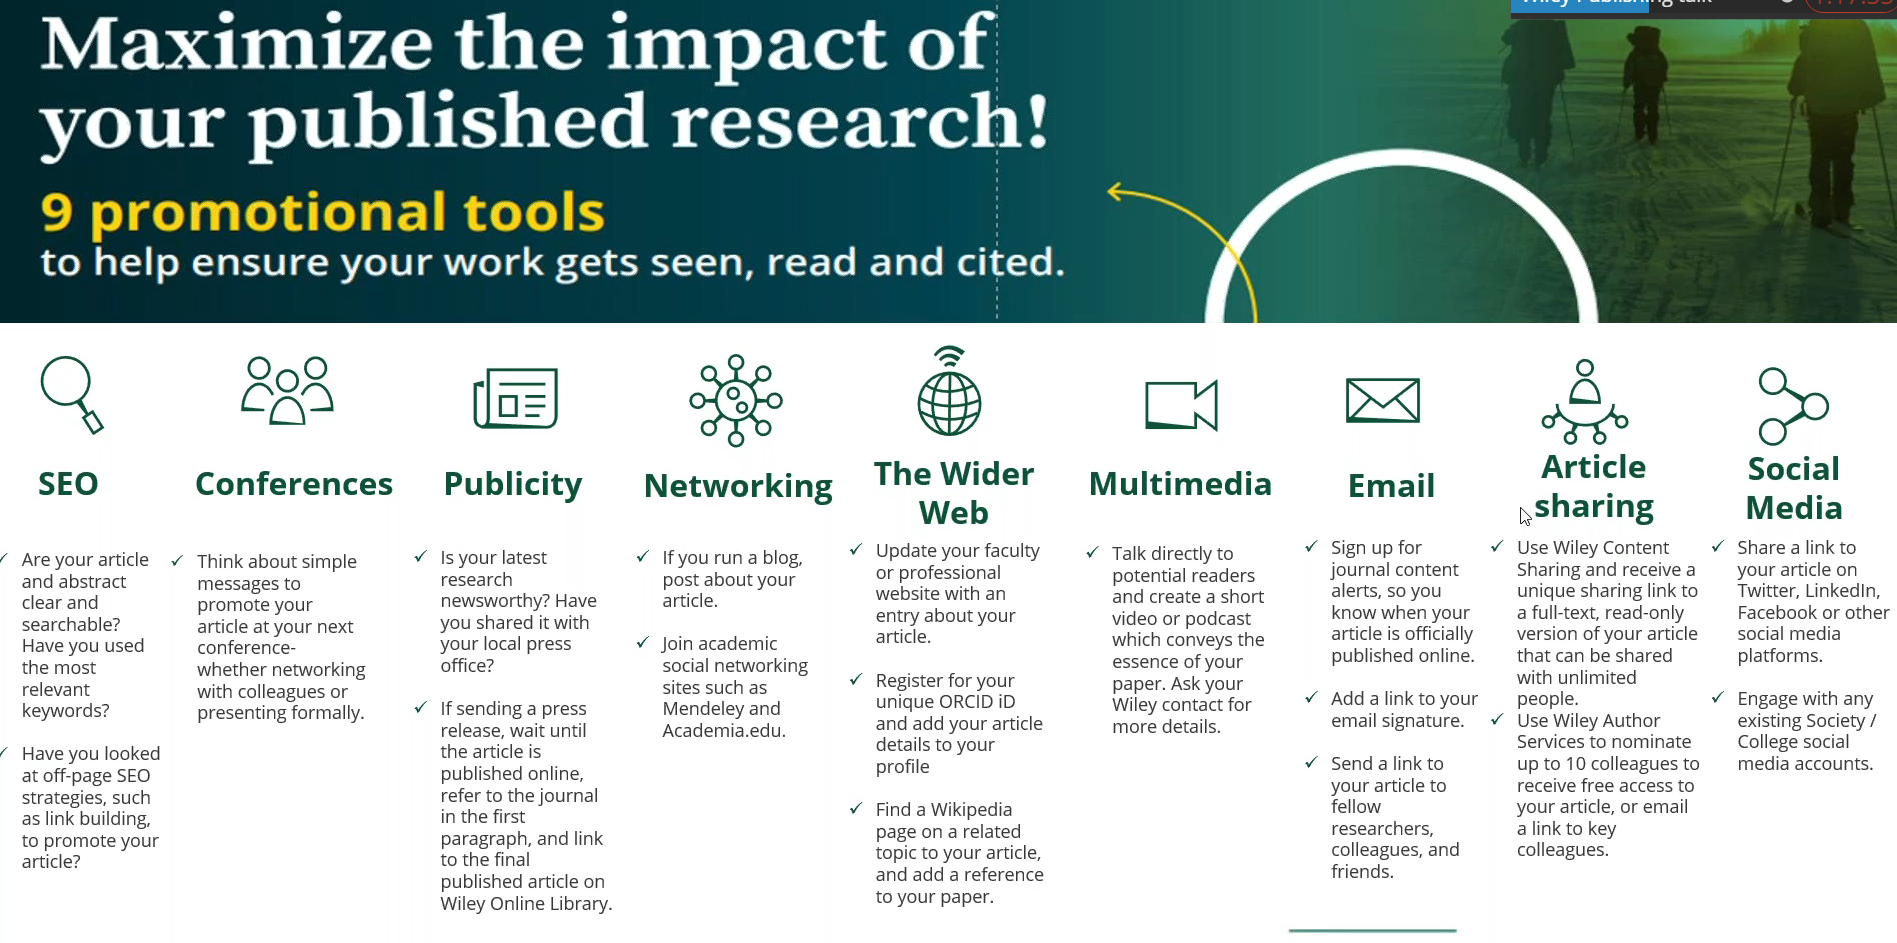 Wiley Publishing talk
Maximize the impact of
your published research!
9 promotional tools
to help ensure your work gets seen, read and cited.
SEO
Are your article
and abstract
clear and
searchable?
Have you used
the most
relevant
keywords?
Have you looked
at off-page SEO
strategies, such
as link building,
to promote your
article?
Conferences
Think about simple
messages to
promote your
article at your next
conference-
whether networking
with colleagues or
presenting formally.
Publicity
Is your latest
research
newsworthy? Have
you shared it with
your local press
office?
If sending a press
release, wait until
the article is
published online,
refer to the journal
in the first
paragraph, and link
to the final
published article on
Wiley Online Library.
Networking
If you run a blog,
post about your
article.
Join academic
social networking
sites such as
Mendeley and
Academia.edu.
The Wider
Web
Update your faculty
or professional
website with an
entry about your
article.
Register for your
unique ORCID iD
and add your article
details to your
profile
Find a Wikipedia
page on a related
topic to your article,
and add a reference
to your paper.
Multimedia
Talk directly to
potential readers
and create a short
video or podcast
which conveys the
essence of your
paper. Ask your
Wiley contact for
more details.
Email
Sign up for
journal content
alerts, so you
know when your
article is officially
published online.
Add a link to your
email signature.
Send a link to
your article to
fellow
researchers,
colleagues, and
friends.
Article
sharing
Use Wiley Content
Sharing and receive a
unique sharing link to
a full-text, read-only
version of your article
that can be shared
with unlimited
people.
Use Wiley Author
Services to nominate
up to 10 colleagues to
receive free access to
your article, or email
a link to key
colleagues.
Social
Media
Share a link to
your article on
Twitter, LinkedIn,
Facebook or other
social media
platforms.
Engage with any
existing Society /
College social
media accounts.